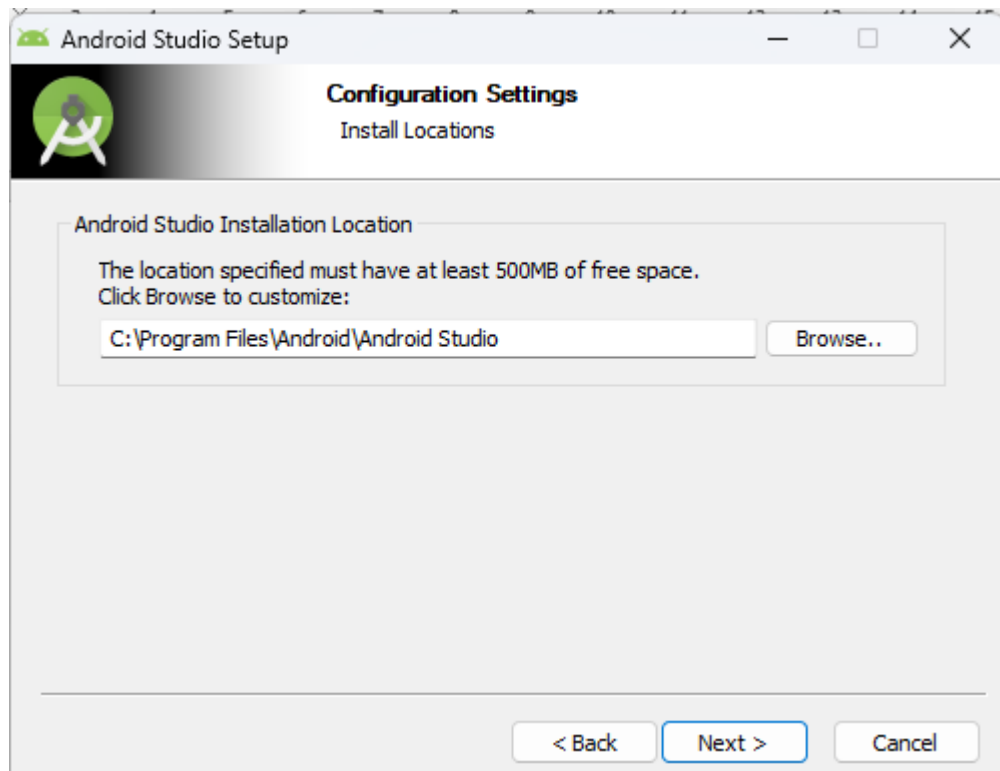 Android Studio Setup
Configuration Settings
Install Locations
Android Studio Installation Location
The location specified must have at least 500MB of free space.
Click Browse to customize:
C:\Program Files\Android\Android Studio
Browse..
< Back
Next >
Cancel